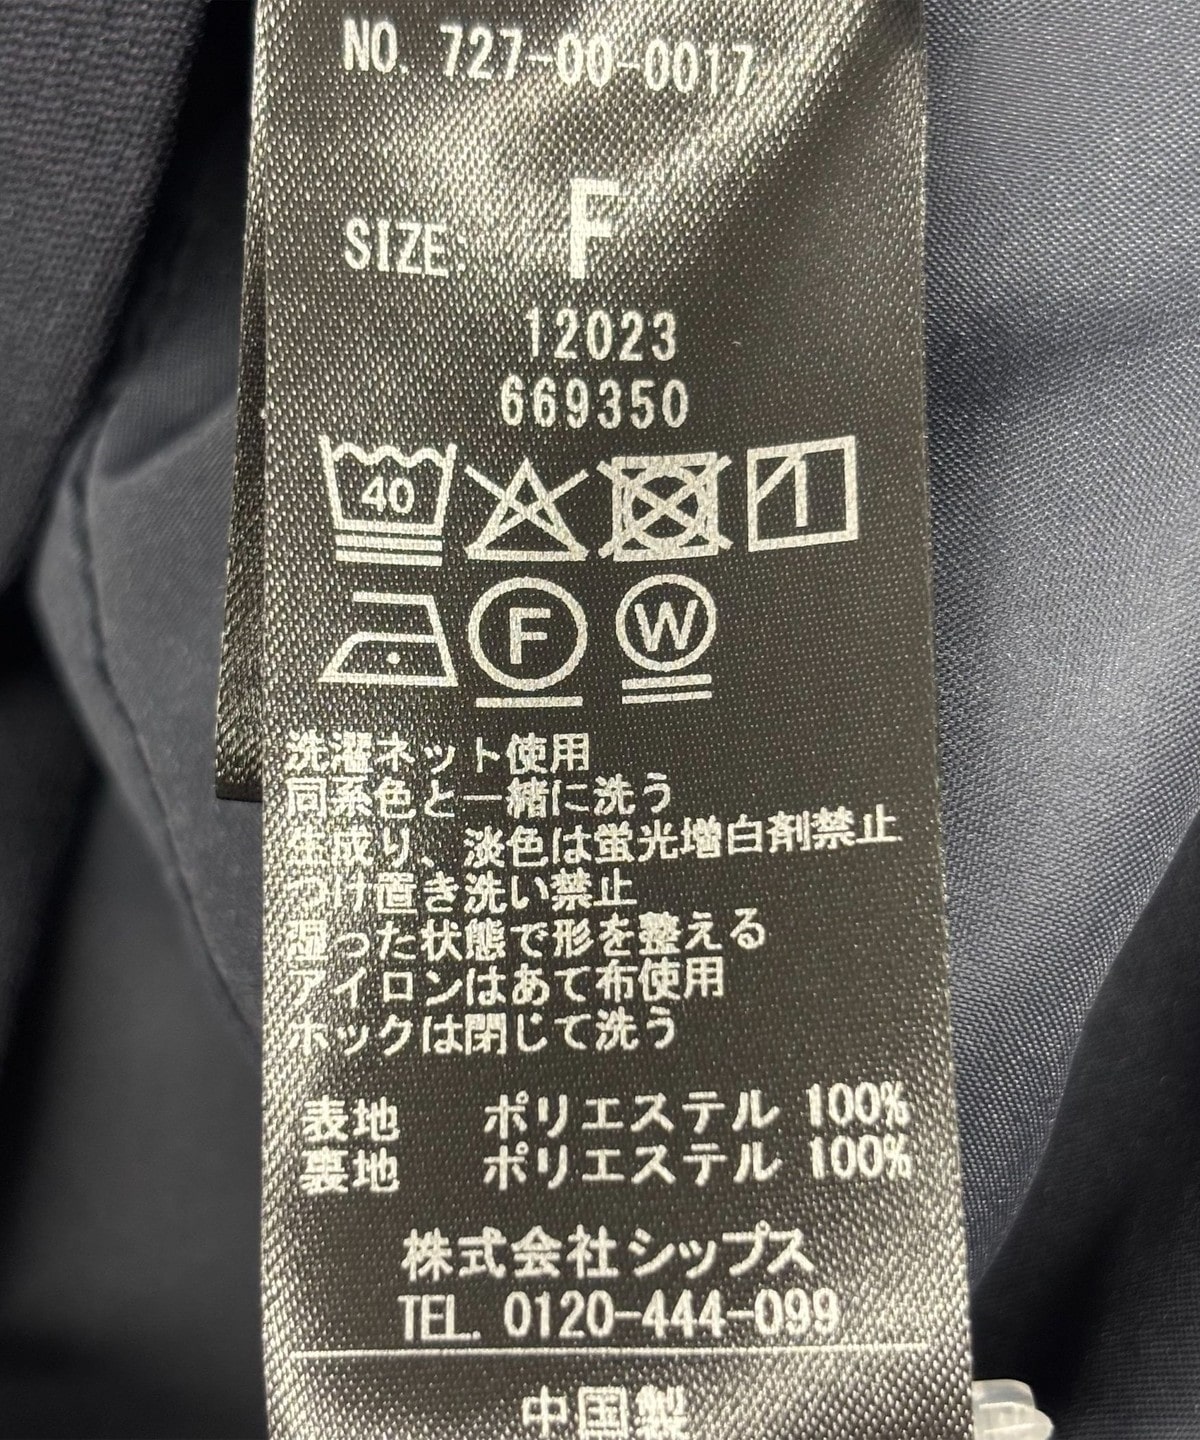 NO. 727-00-0017
SIZE: F
12023
669350
40
F W
洗濯ネット使用
同系色と一緒に洗う
生成り、淡色は蛍光増白剤禁止
つけ置き洗い禁止
湿った状態で形を整える
アイロンはあて布使用
ホックは閉じて洗う
表地 ポリエステル 100%
裏地 ポリエステル 100%
株式会社シップス
TEL. 0120-444-099
中国製